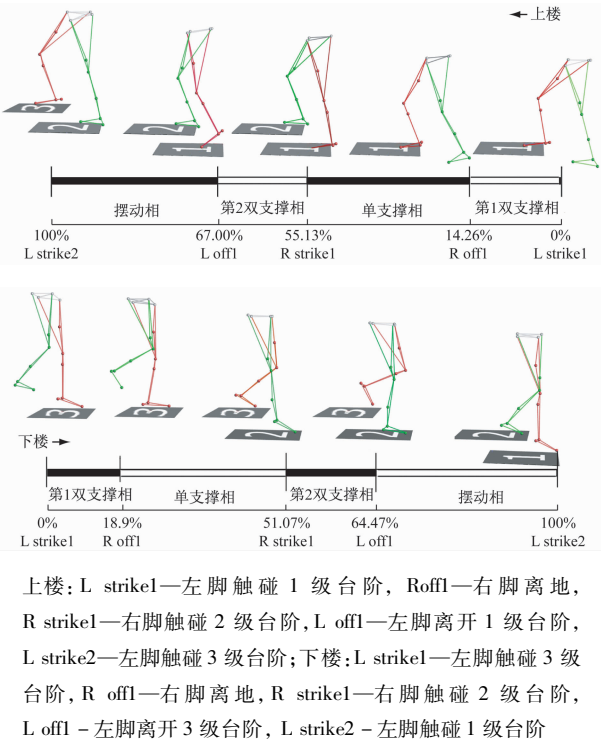 ← 上楼
3
2
2
1
2
1
1
1
摆动相 第2双支撑相 单支撑相 第1双支撑相
100% 67.00% 55.13% 14.26% 0%
L strike2 L off1 R strike1 R off1 L strike1
3
3
2
3
2
2
1
下楼 →
第1双支撑相 单支撑相 第2双支撑相 摆动相
0% 18.9% 51.07% 64.47% 100%
L strike1 R off1 R strike1 L off1 L strike2
上楼：L strike1—左脚触碰 1 级台阶， Roff1—右脚离地，
R strike1—右脚触碰 2 级台阶，L off1—左脚离开 1 级台阶，
L strike2—左脚触碰 3 级台阶；下楼：L strike1—左脚触碰 3 级
台阶，R off1—右脚离地，R strike1—右脚触碰 2 级台阶，
L off1－左脚离开 3 级台阶， L strike2－左脚触碰 1 级台阶